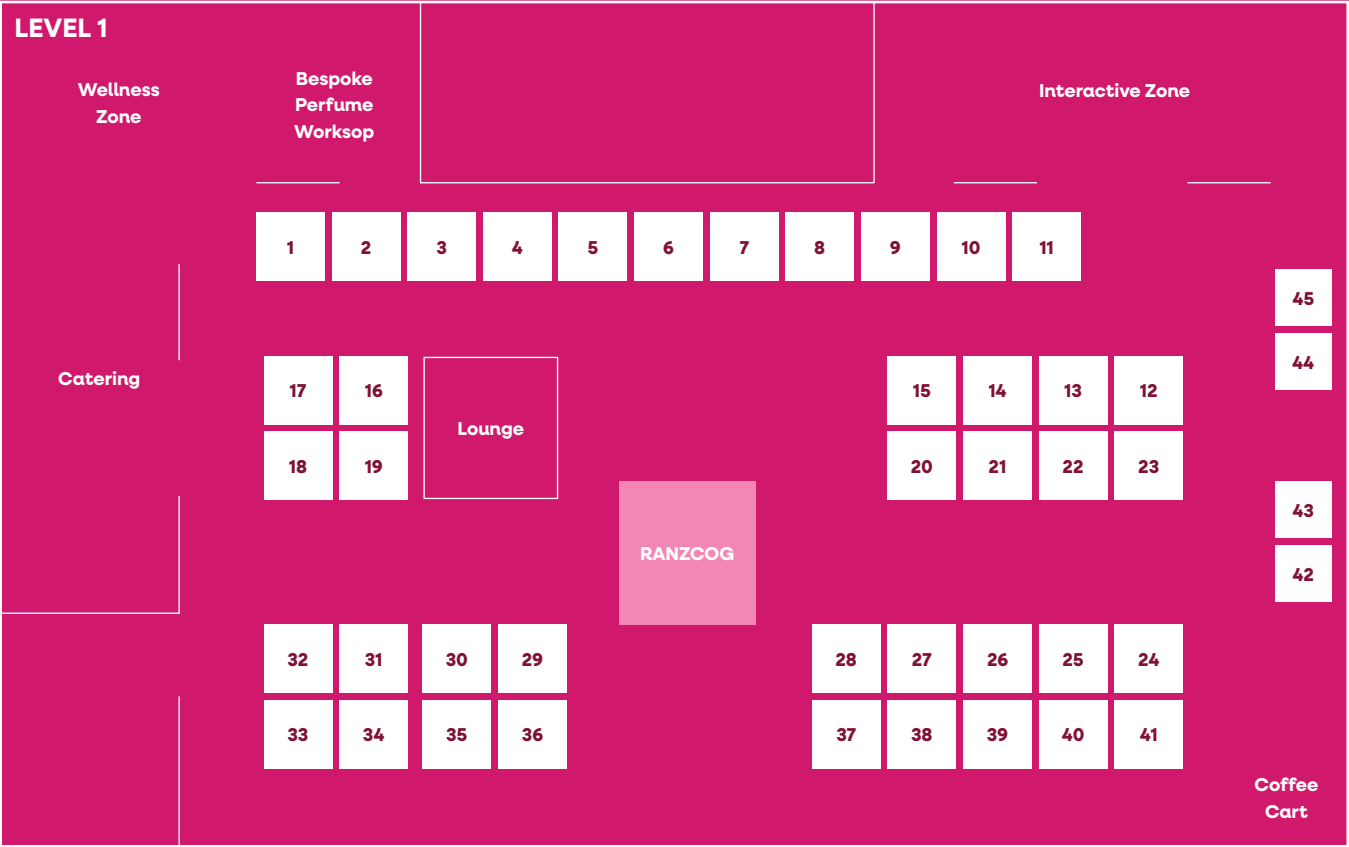 LEVEL 1
Wellness
Zone
Bespoke
Perfume
Worksop
Interactive Zone
1 2 3 4 5 6 7 8 9 10 11
45
44
Catering
17 16
18 19
Lounge
15 14 13 12
20 21 22 23
RANZCOG
43
42
32 31 30 29
33 34 35 36
28 27 26 25 24
37 38 39 40 41
Coffee
Cart